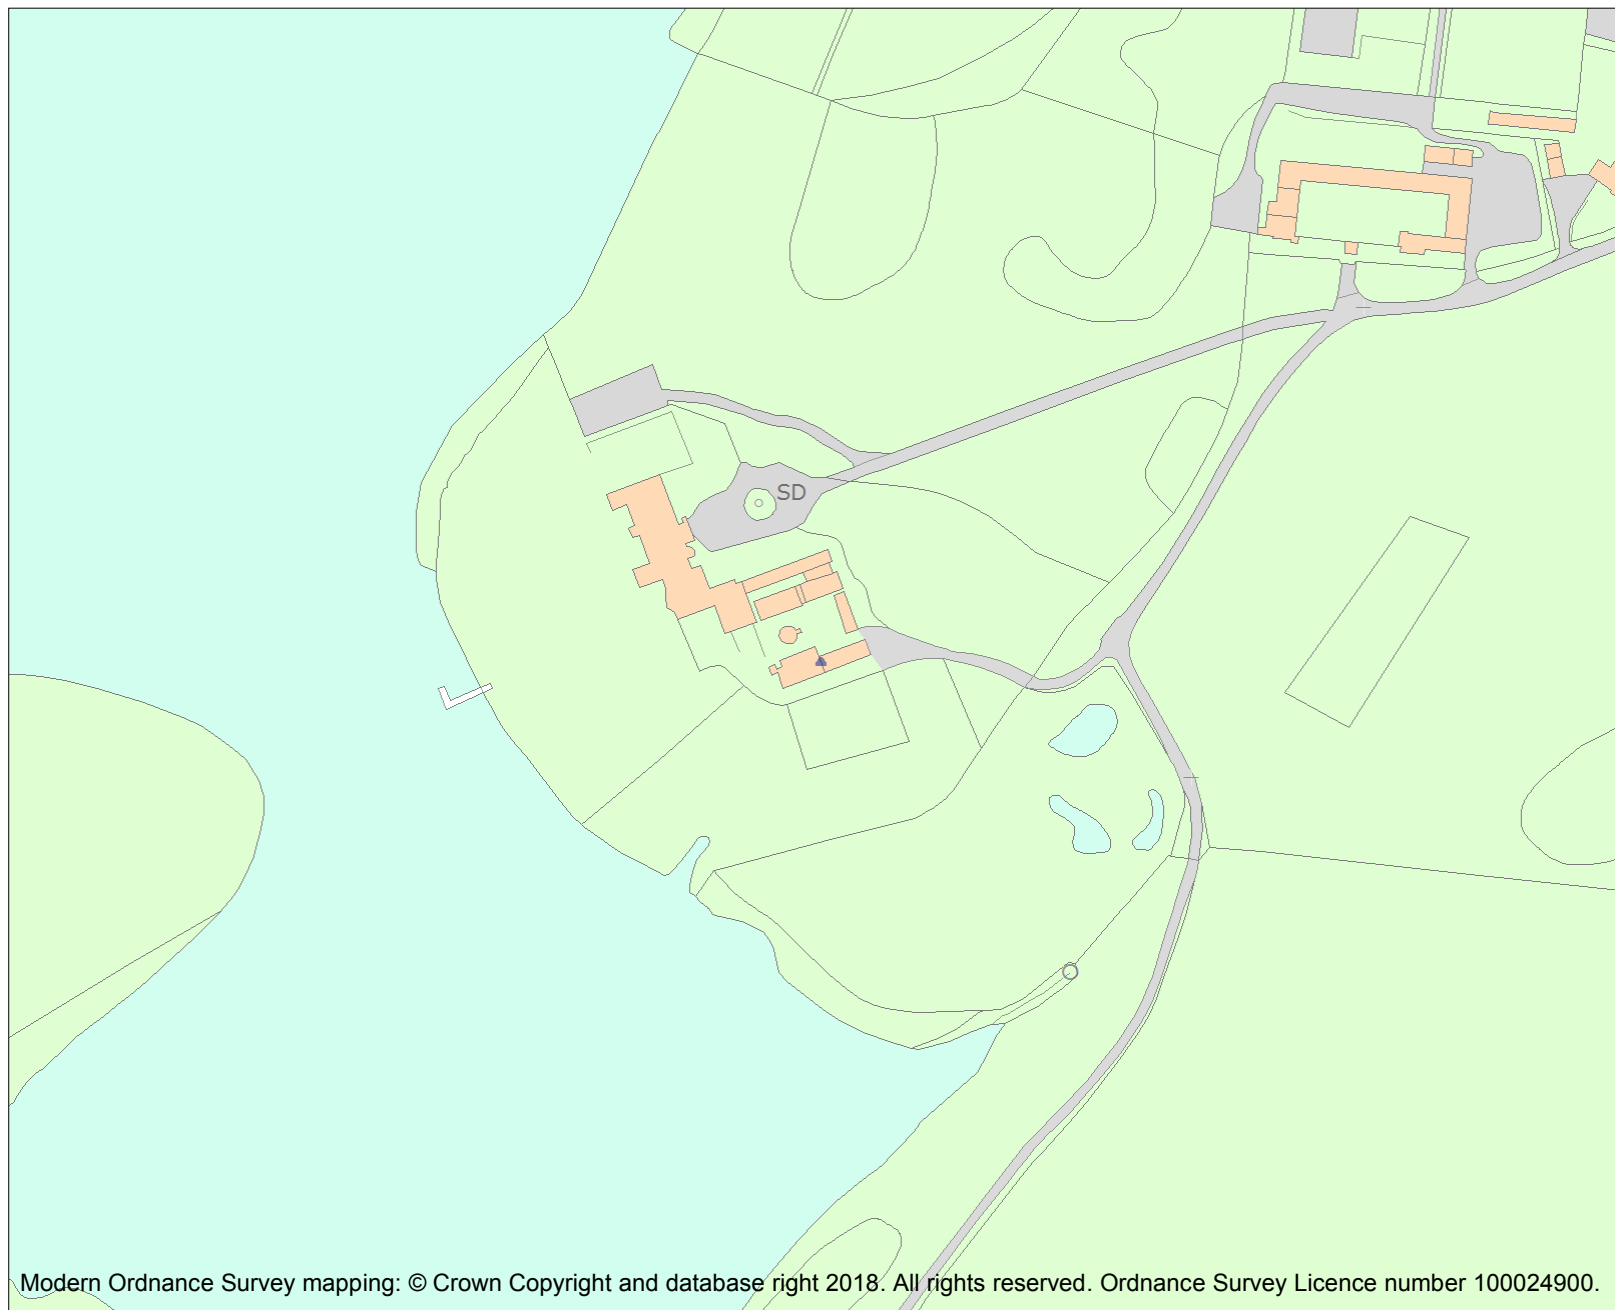 SD
Modern Ordnance Survey mapping: © Crown Copyright and database right 2018. All rights reserved. Ordnance Survey Licence number 100024900.